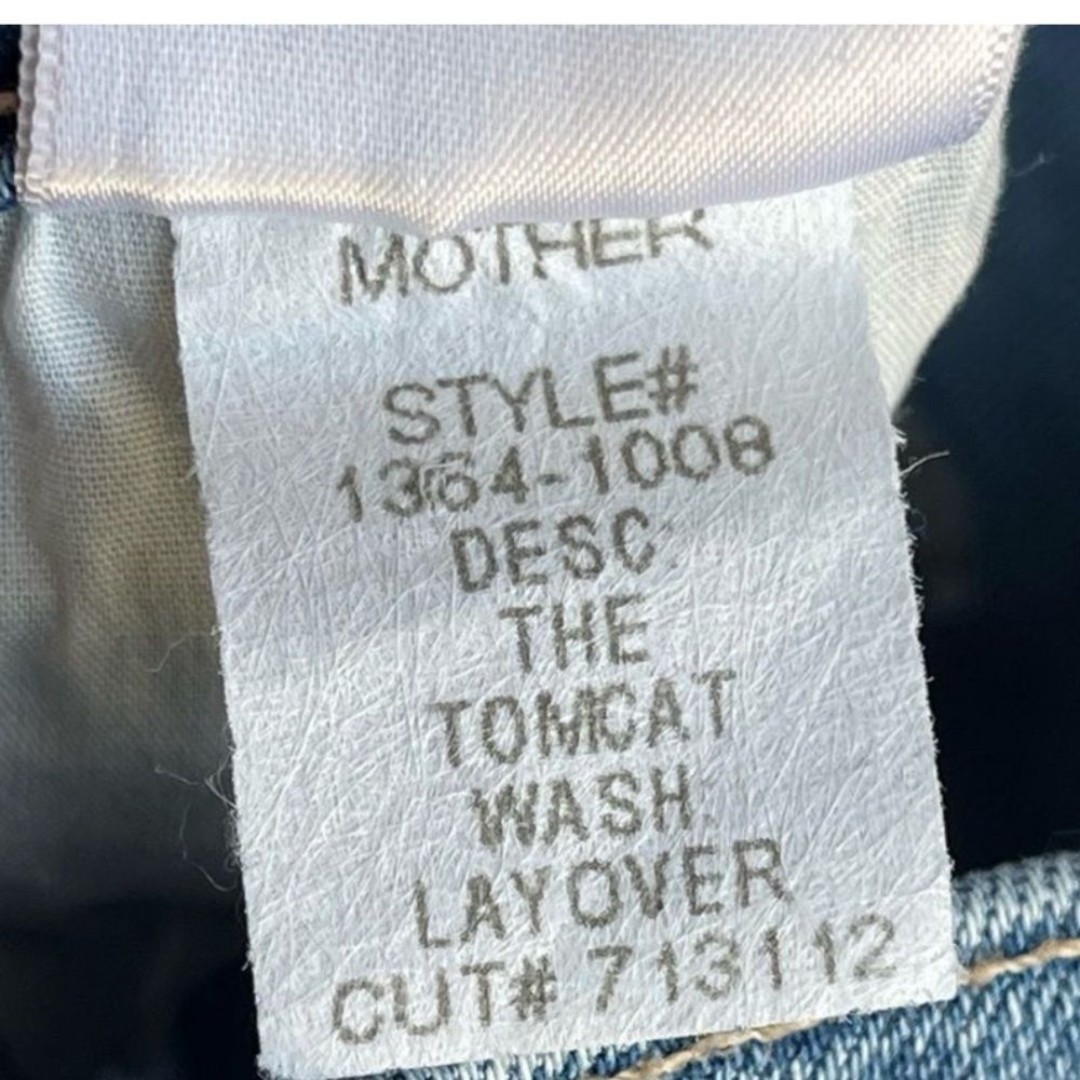 MOTHER
STYLE#
1364-1008
DESC:
THE
TOMCAT
WASH:
LAYOVER
CUT# 713112